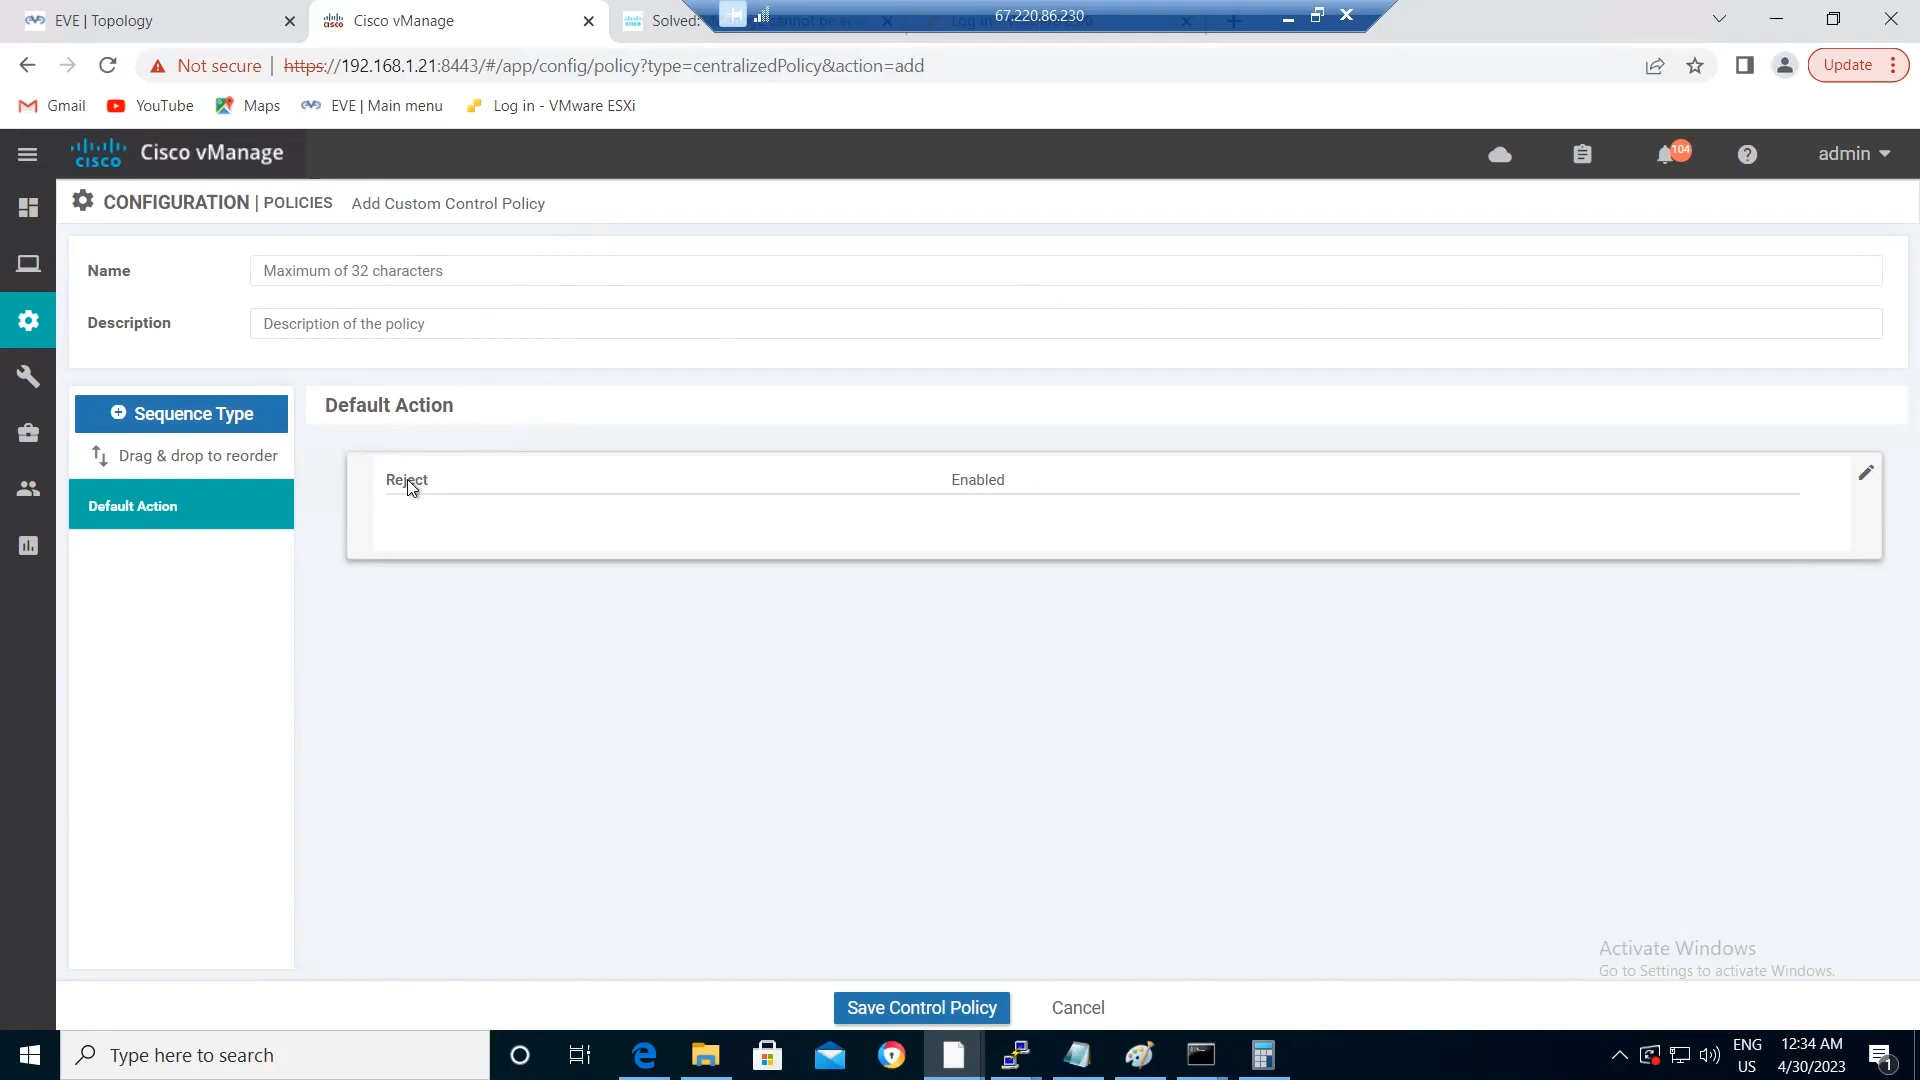 EVE | Topology
Cisco vManage
Solved:
67.220.86.230
Not secure | https://192.168.1.21:8443/#/app/config/policy?type=centralizedPolicy&action=add
Update
Gmail
YouTube
Maps
EVE | Main menu
Log in - VMware ESXi
cisco
Cisco vManage
104
admin
CONFIGURATION | POLICIES Add Custom Control Policy
Name
Maximum of 32 characters
Description
Description of the policy
Sequence Type
Default Action
Drag & drop to reorder
Reject
Enabled
Default Action
Activate Windows
Go to Settings to activate Windows.
Save Control Policy
Cancel
Type here to search
ENG
US
12:34 AM
4/30/2023
1